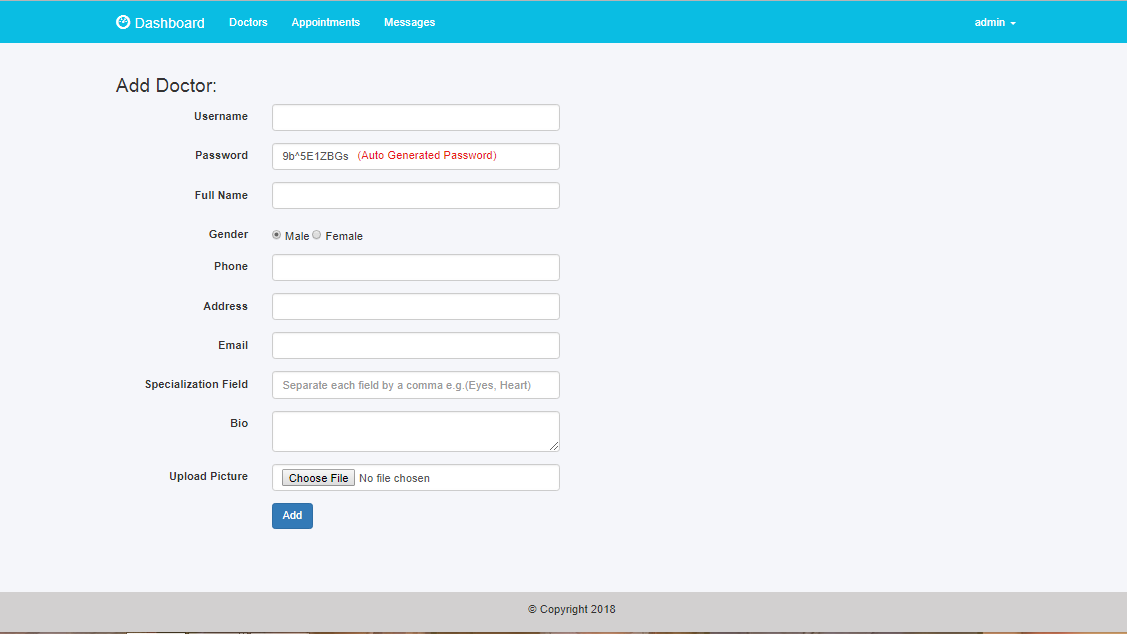 Dashboard Doctors Appointments Messages admin
Add Doctor:
Username
Password 9b^5E1ZBGs (Auto Generated Password)
Full Name
Gender Male Female
Phone
Address
Email
Specialization Field Separate each field by a comma e.g.(Eyes, Heart)
Bio
Upload Picture Choose File No file chosen
Add
© Copyright 2018